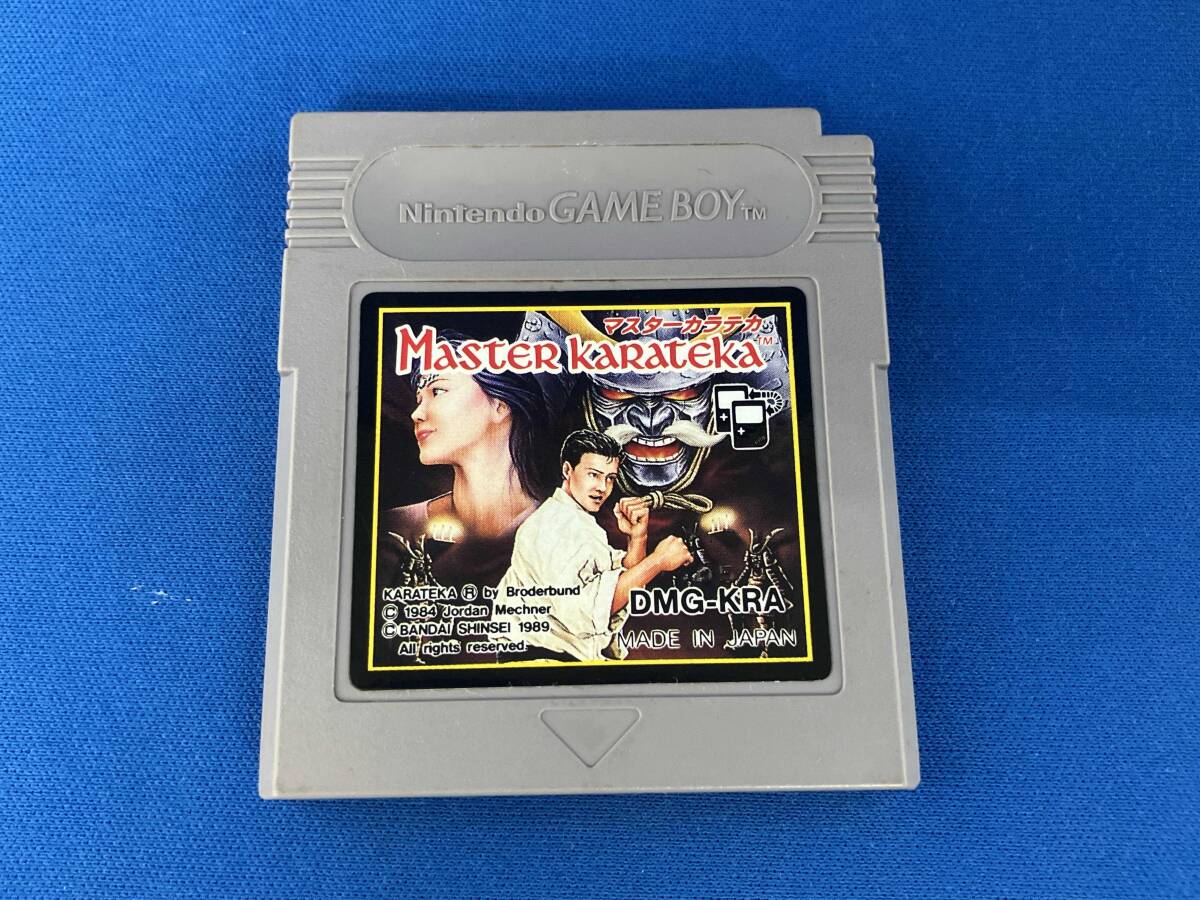 Nintendo GAME BOY TM
マスターカラテカ
MASTER KARATEKA TM
KARATEKA ® by Broderbund
© 1984 Jordan Mechner
© BANDAI SHINSEI 1989
All rights reserved.
DMG-KRA
MADE IN JAPAN